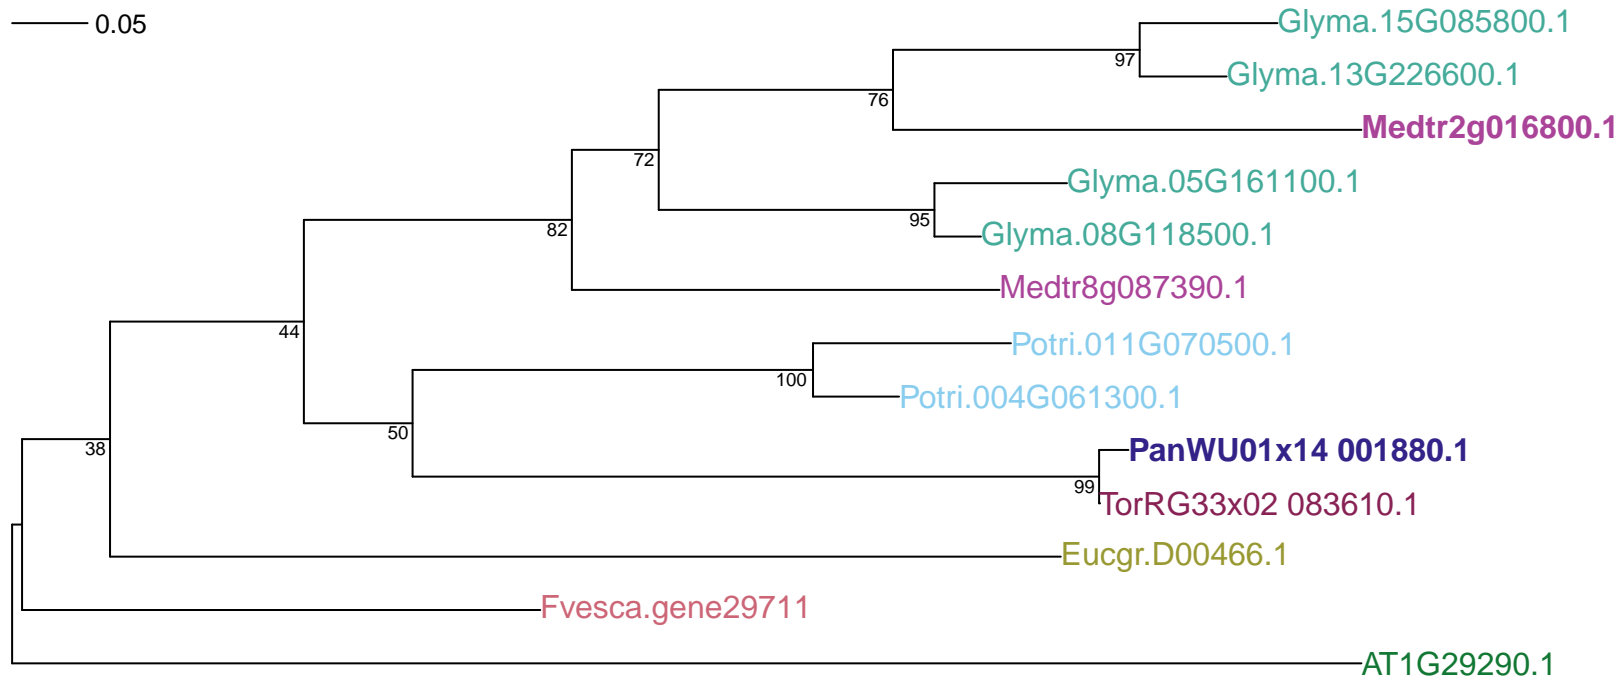 0.05
Glyma.15G085800.1
97
Glyma.13G226600.1
76
Medtr2g016800.1
72
Glyma.05G161100.1
95
Glyma.08G118500.1
82
Medtr8g087390.1
44
Potri.011G070500.1
100
Potri.004G061300.1
50
PanWU01x14 001880.1
99
TorRG33x02 083610.1
38
Eucgr.D00466.1
Fvesca.gene29711
AT1G29290.1